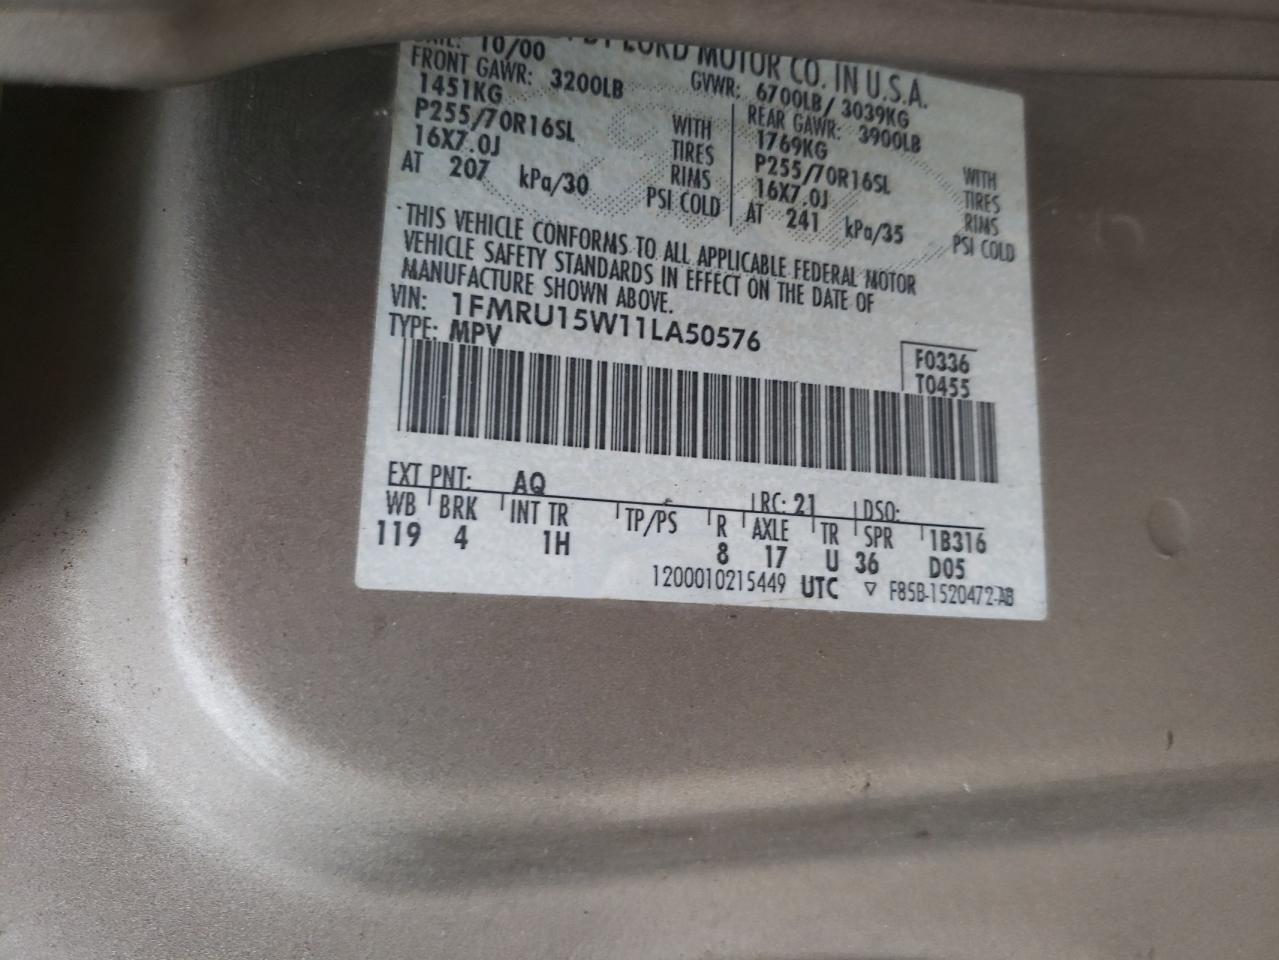 10/00 FORD MOTOR CO. IN U.S.A.
FRONT GAWR: 3200LB GVWR: 6700LB/ 3039KG
1451KG WITH REAR GAWR: 3900LB
P255/70R16SL TIRES 1769KG WITH
16X7.0J RIMS P255/70R16SL TIRES
AT 207 kPa/30 PSI COLD 16X7.0J RIMS
AT 241 kPa/35 PSI COLD
THIS VEHICLE CONFORMS TO ALL APPLICABLE FEDERAL MOTOR
VEHICLE SAFETY STANDARDS IN EFFECT ON THE DATE OF
MANUFACTURE SHOWN ABOVE.
VIN: 1FMRU15W11LA50576
TYPE: MPV
F0336
T0455
EXT PNT: AQ RC: 21 DSO:
WB BRK INT TR TP/PS R AXLE TR SPR 1B316
119 4 1H 8 17 U 36 D05
1200010215449 UTC ▽ F85B-1520472-AB